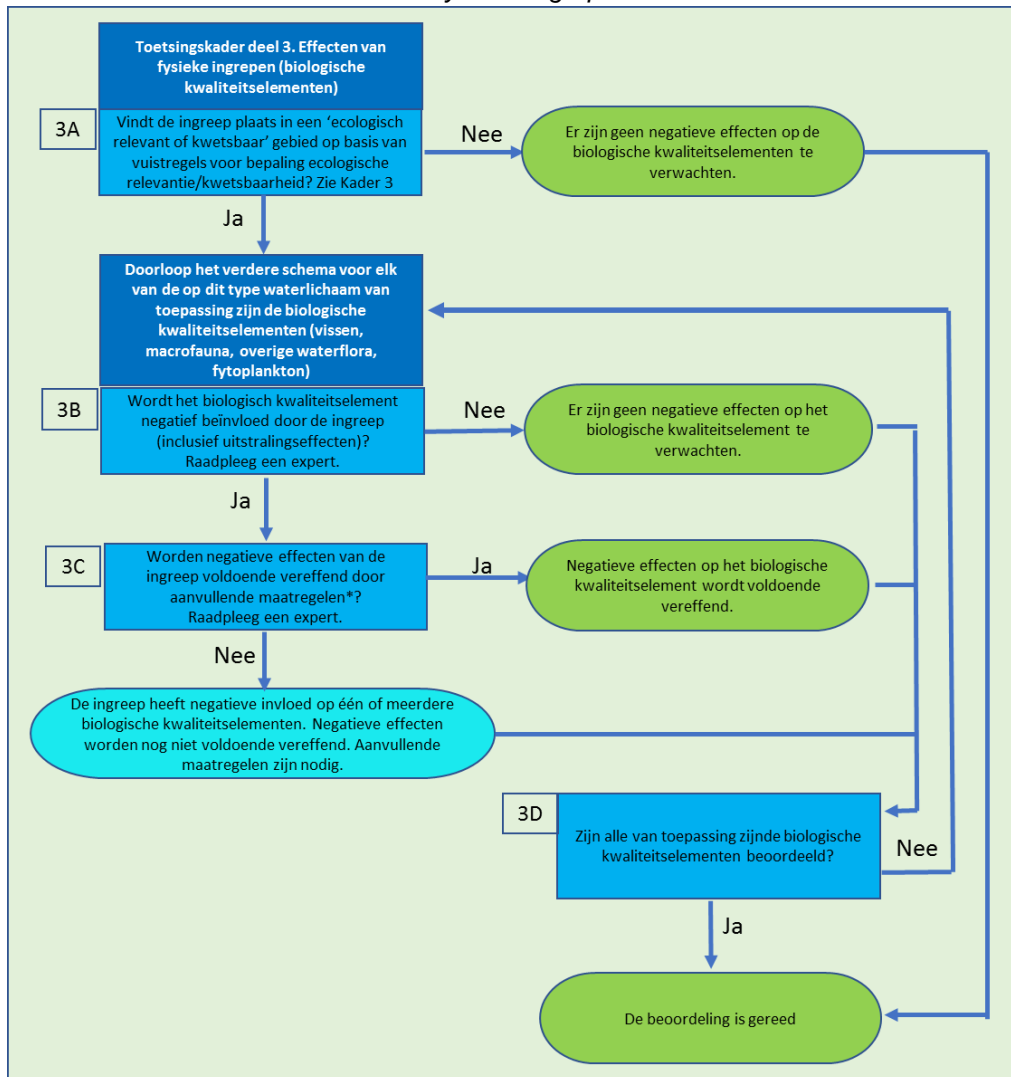 Toetsingskader deel 3. Effecten van
fysieke ingrepen (biologische
kwaliteitselementen)
3A
Vindt de ingreep plaats in een ‘ecologisch
relevant of kwetsbaar’ gebied op basis van
vuistregels voor bepaling ecologische
relevantie/kwetsbaarheid? Zie Kader 3
Nee
Er zijn geen negatieve effecten op de
biologische kwaliteitselementen te
verwachten.
Ja
Doorloop het verdere schema voor elk
van de op dit type waterlichaam van
toepassing zijn de biologische
kwaliteitselementen (vissen,
macrofauna, overige waterflora,
fytoplankton)
3B
Wordt het biologisch kwaliteitselement
negatief beïnvloed door de ingreep
(inclusief uitstralingseffecten)?
Raadpleeg een expert.
Nee
Er zijn geen negatieve effecten op het
biologische kwaliteitselement te
verwachten.
Ja
3C
Worden negatieve effecten van de
ingreep voldoende vereffend door
aanvullende maatregelen*?
Raadpleeg een expert.
Ja
Negatieve effecten op het biologische
kwaliteitselement wordt voldoende
vereffend.
Nee
De ingreep heeft negatieve invloed op één of meerdere
biologische kwaliteitselementen. Negatieve effecten
worden nog niet voldoende vereffend. Aanvullende
maatregelen zijn nodig.
3D
Zijn alle van toepassing zijnde biologische
kwaliteitselementen beoordeeld?
Nee
Ja
De beoordeling is gereed